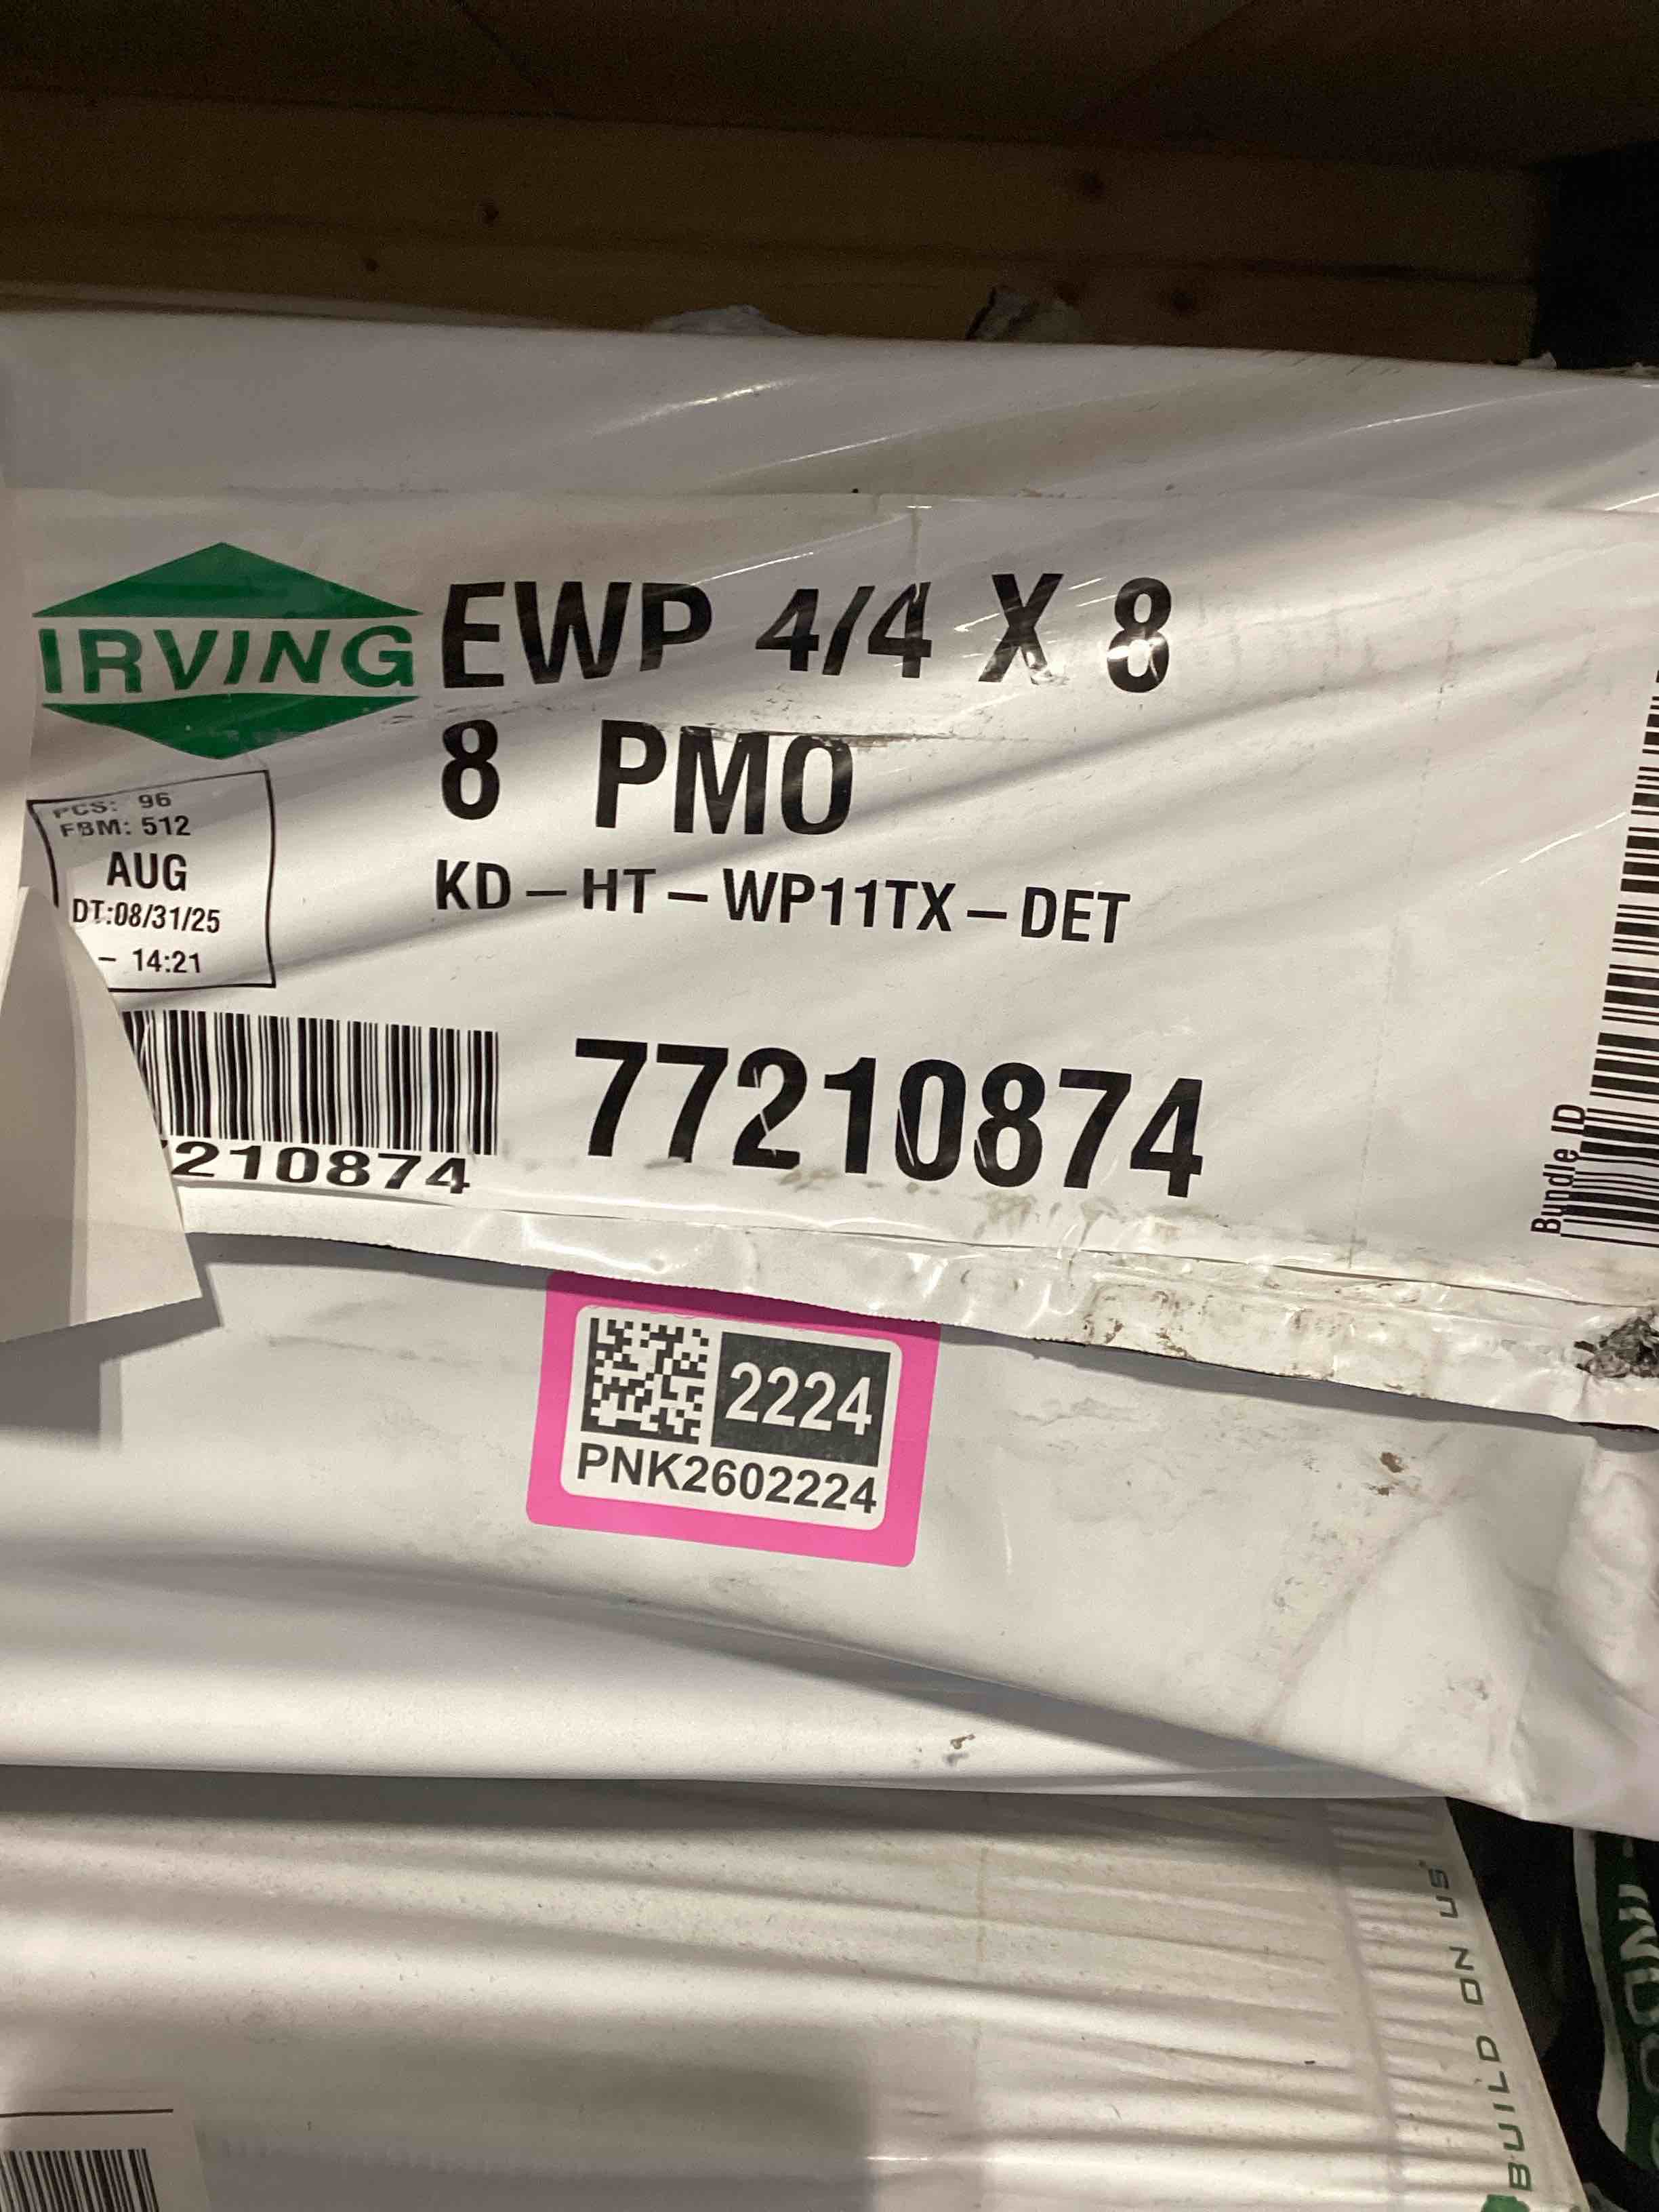 IRVING
EWP 4/4 X 8
8 PMO
PCS: 96
FBM: 512
AUG
DT:08/31/25
- 14:21
KD-HT-WP11TX-DET
210874
77210874
Bundle ID
2224
PNK2602224
BUILD ON US